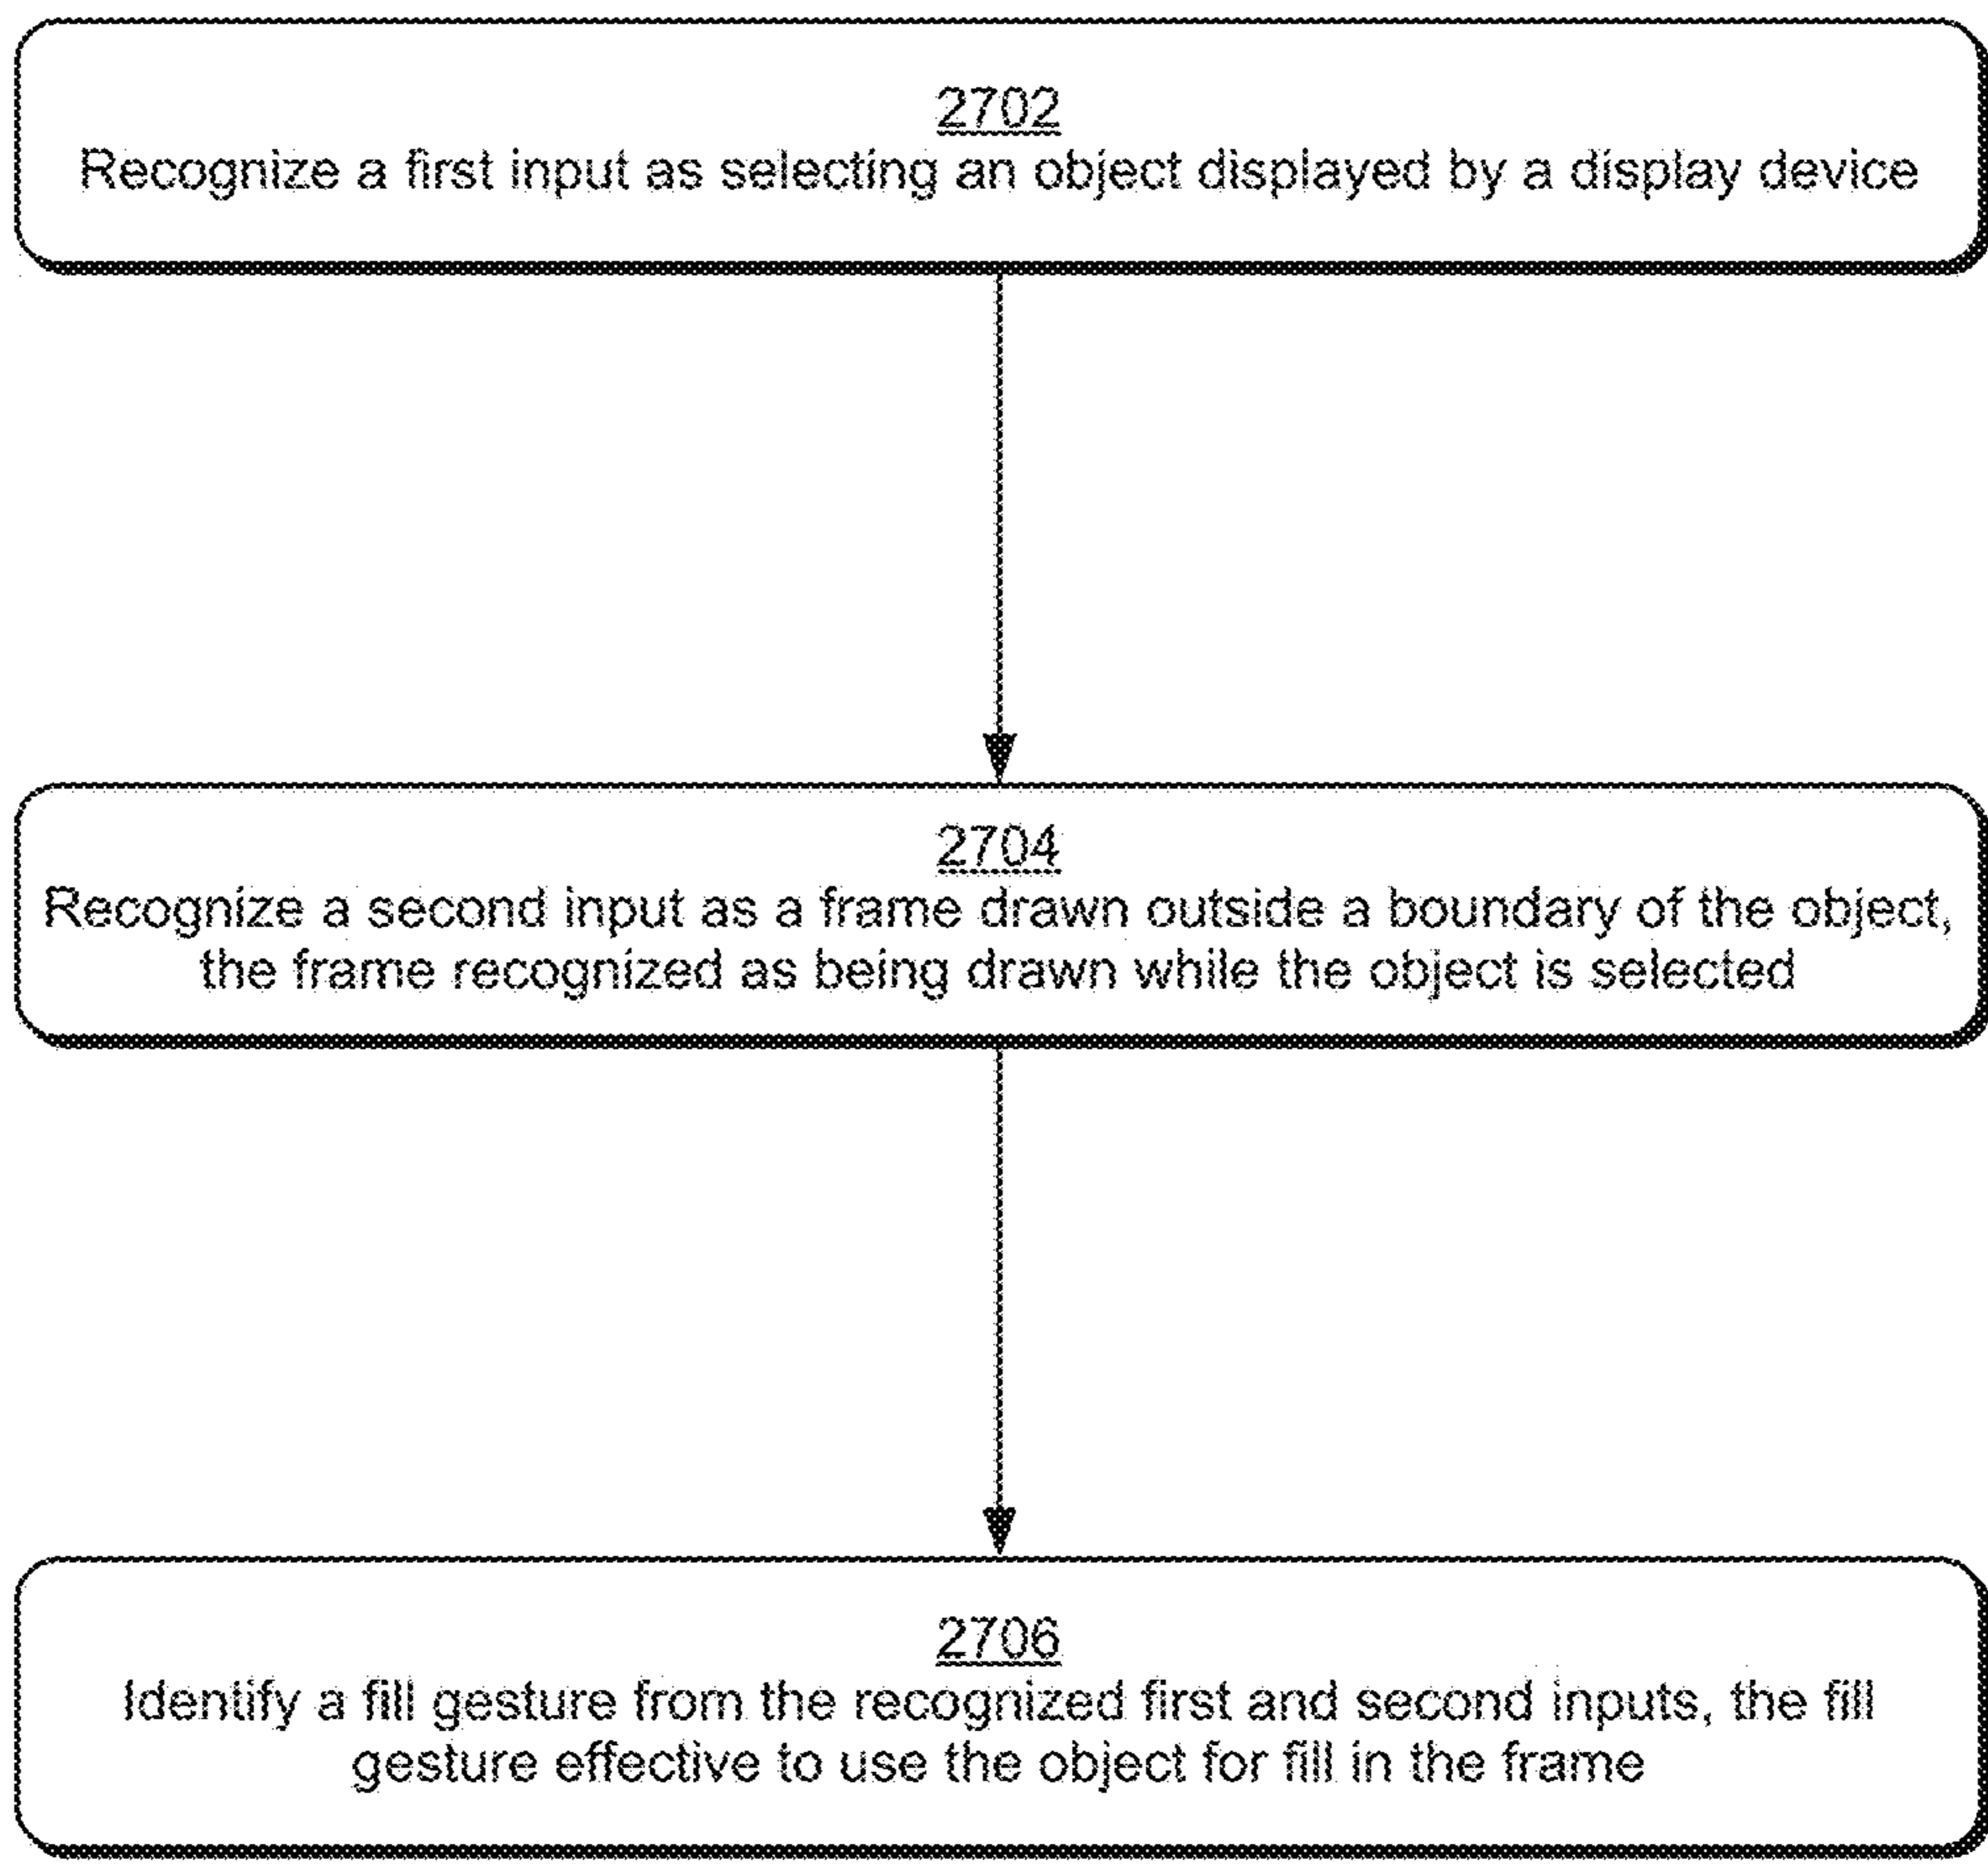 2702
Recognize a first input as selecting an object displayed by a display device
2704
Recognize a second input as a frame drawn outside a boundary of the object,
the frame recognized as being drawn while the object is selected
2706
Identify a fill gesture from the recognized first and second inputs, the fill
gesture effective to use the object for fill in the frame